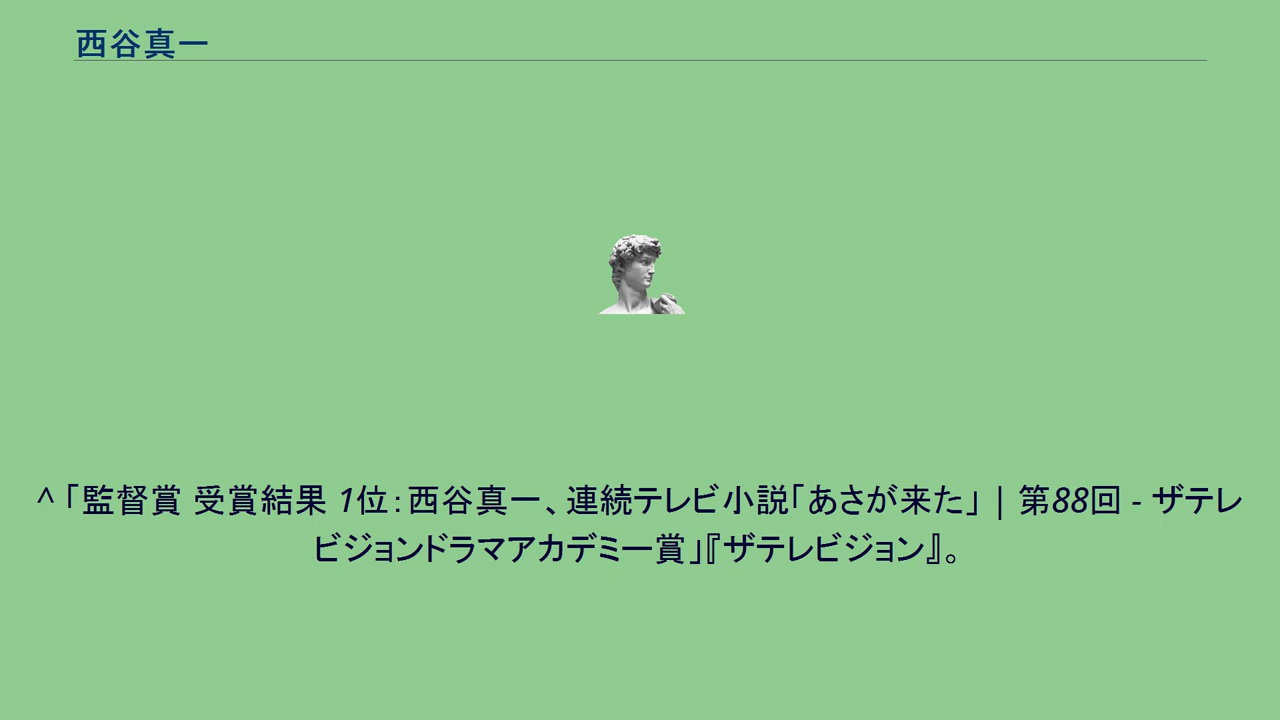 西谷真一
^ 「監督賞 受賞結果 1位：西谷真一、連続テレビ小説「あさが来た」 | 第88回 - ザテレ
ビジョンドラマアカデミー賞」『ザテレビジョン』。